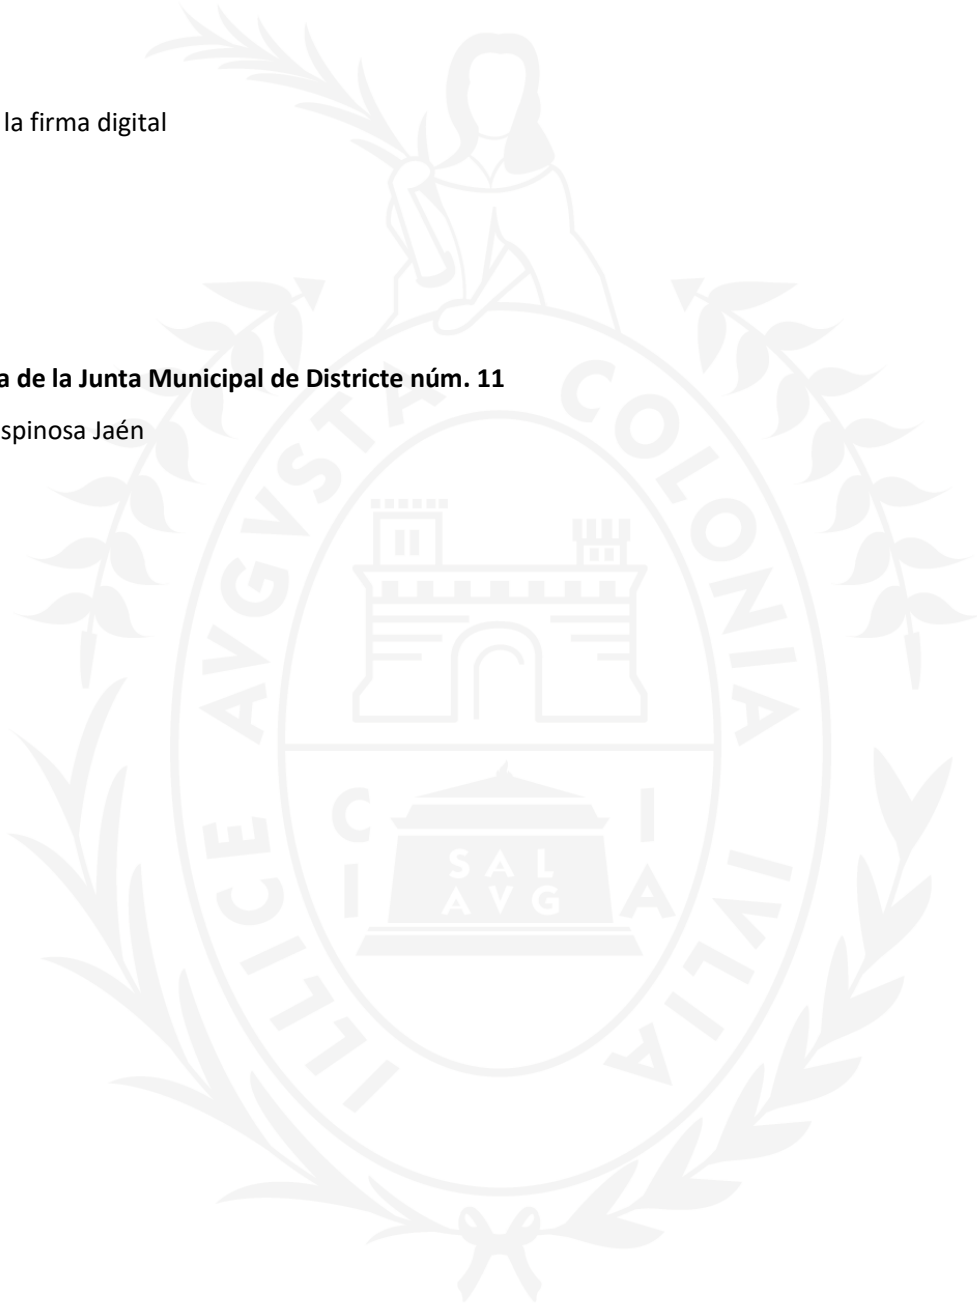 la firma digital
a de la Junta Municipal de Districte núm. 11
spinosa Jaén
COLONIA IVLIA ILLICE AVGVSTA
C I
I A
SAL
AVG